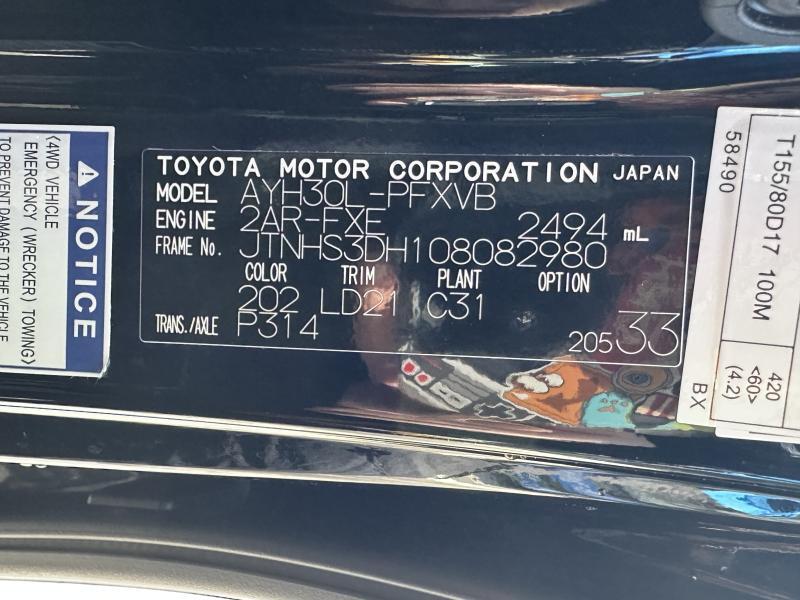 TOYOTA MOTOR CORPORATION JAPAN
MODEL AYH30L-PFXVB
ENGINE 2AR-FXE 2494 mL
FRAME No. JTNHS3DH108082980
COLOR TRIM PLANT OPTION
202 LD21 C31
TRANS./AXLE P314
20533
NOTICE
(4WD VEHICLE
EMERGENCY (WRECKER) TOWING)
TO PREVENT DAMAGE TO THE VEHICLE
T155/80D17 100M
420
<60>
(4.2)
58490
BX